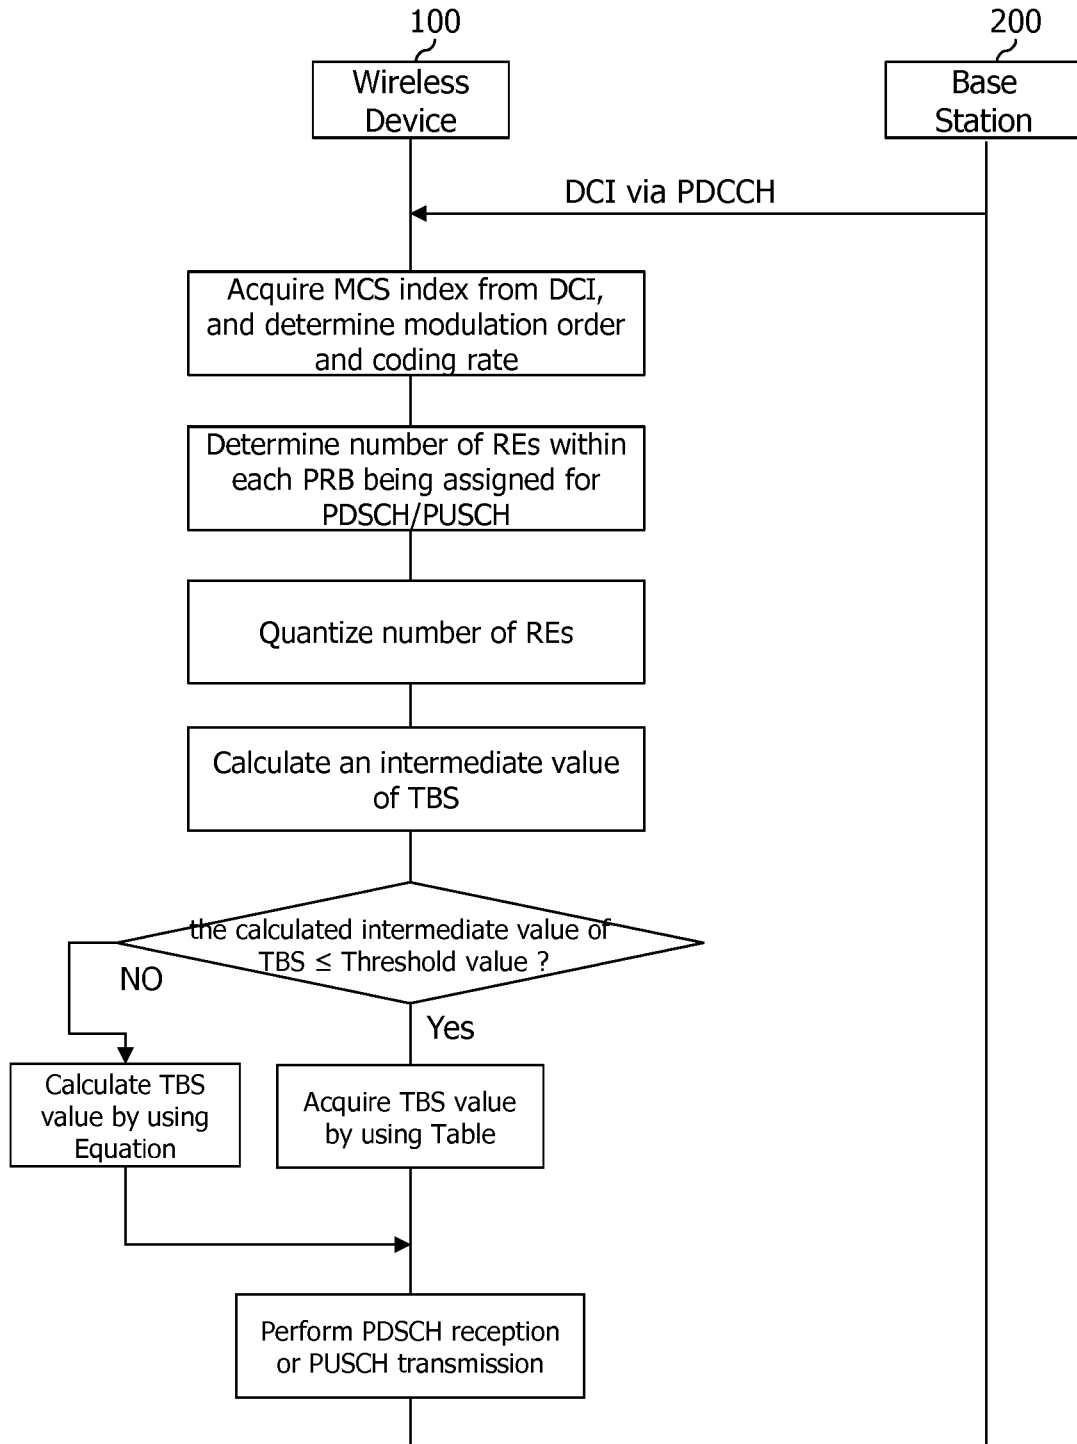 100
200
Wireless
Device
Base
Station
DCI via PDCCH
Acquire MCS index from DCI,
and determine modulation order
and coding rate
Determine number of REs within
each PRB being assigned for
PDSCH/PUSCH
Quantize number of REs
Calculate an intermediate value
of TBS
the calculated intermediate value of
TBS ≤ Threshold value ?
NO
Yes
Calculate TBS
value by using
Equation
Acquire TBS value
by using Table
Perform PDSCH reception
or PUSCH transmission